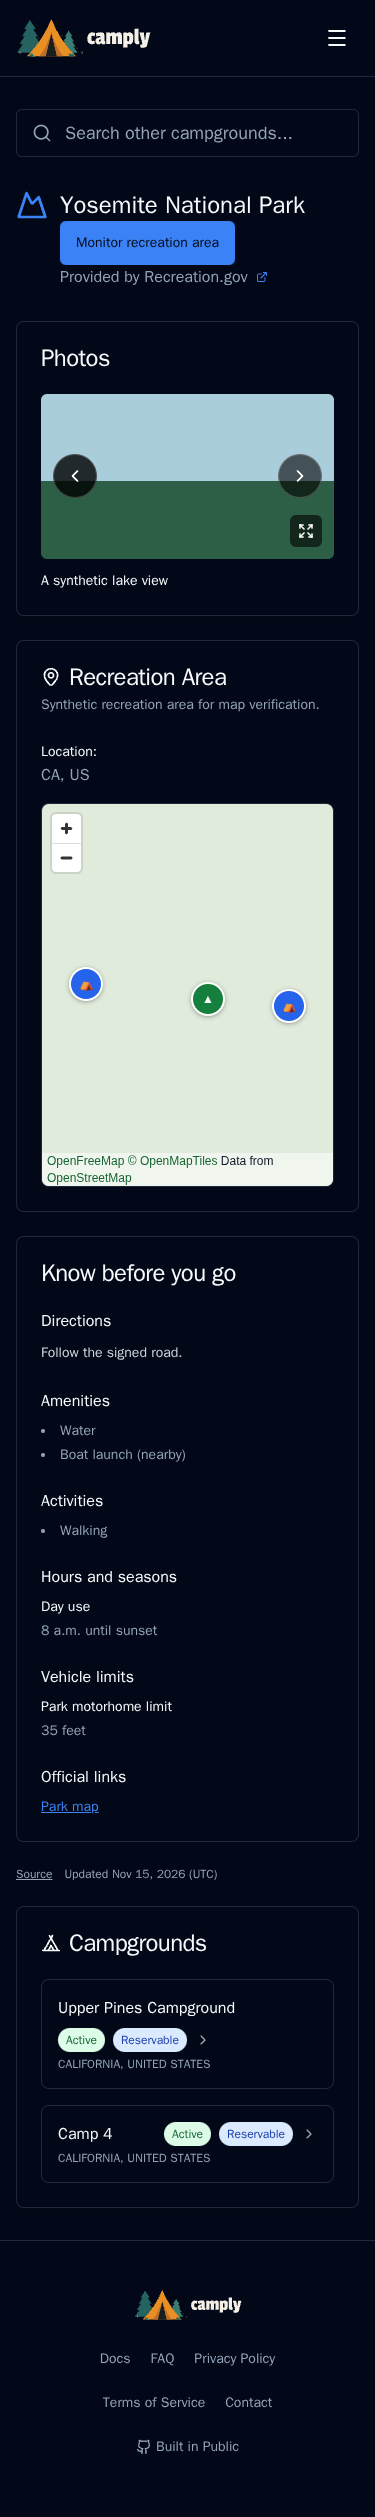 camply
Search other campgrounds...
Yosemite National Park
Monitor recreation area
Provided by Recreation.gov
Photos
A synthetic lake view
Recreation Area
Synthetic recreation area for map verification.
Location:
CA, US
OpenFreeMap © OpenMapTiles Data from
OpenStreetMap
Know before you go
Directions
Follow the signed road.
Amenities
• Water
• Boat launch (nearby)
Activities
• Walking
Hours and seasons
Day use
8 a.m. until sunset
Vehicle limits
Park motorhome limit
35 feet
Official links
Park map
Source Updated Nov 15, 2026 (UTC)
Campgrounds
Upper Pines Campground
Active Reservable
CALIFORNIA, UNITED STATES
Camp 4 Active Reservable
CALIFORNIA, UNITED STATES
camply
Docs FAQ Privacy Policy
Terms of Service Contact
Built in Public